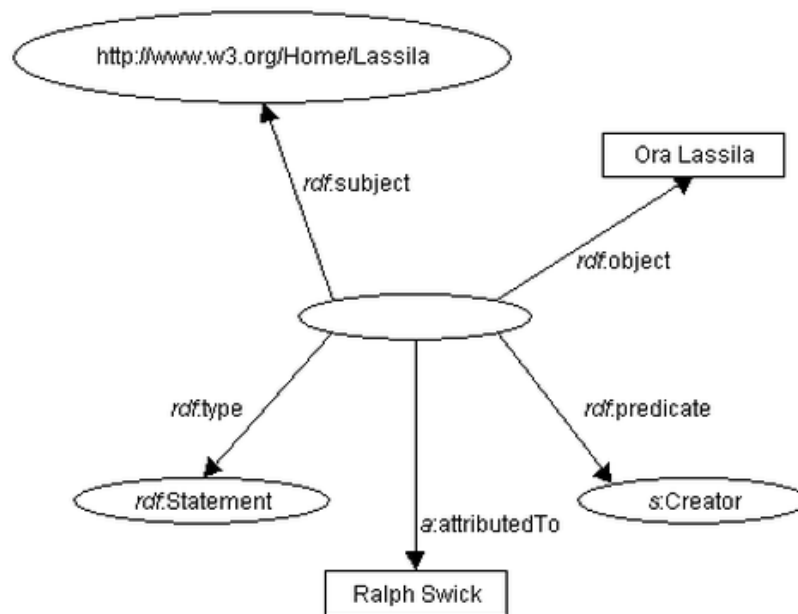 http://www.w3.org/Home/Lassila
Ora Lassila
rdf:subject
rdf:object
rdf:type
rdf:predicate
rdf:Statement
s:Creator
a:attributedTo
Ralph Swick